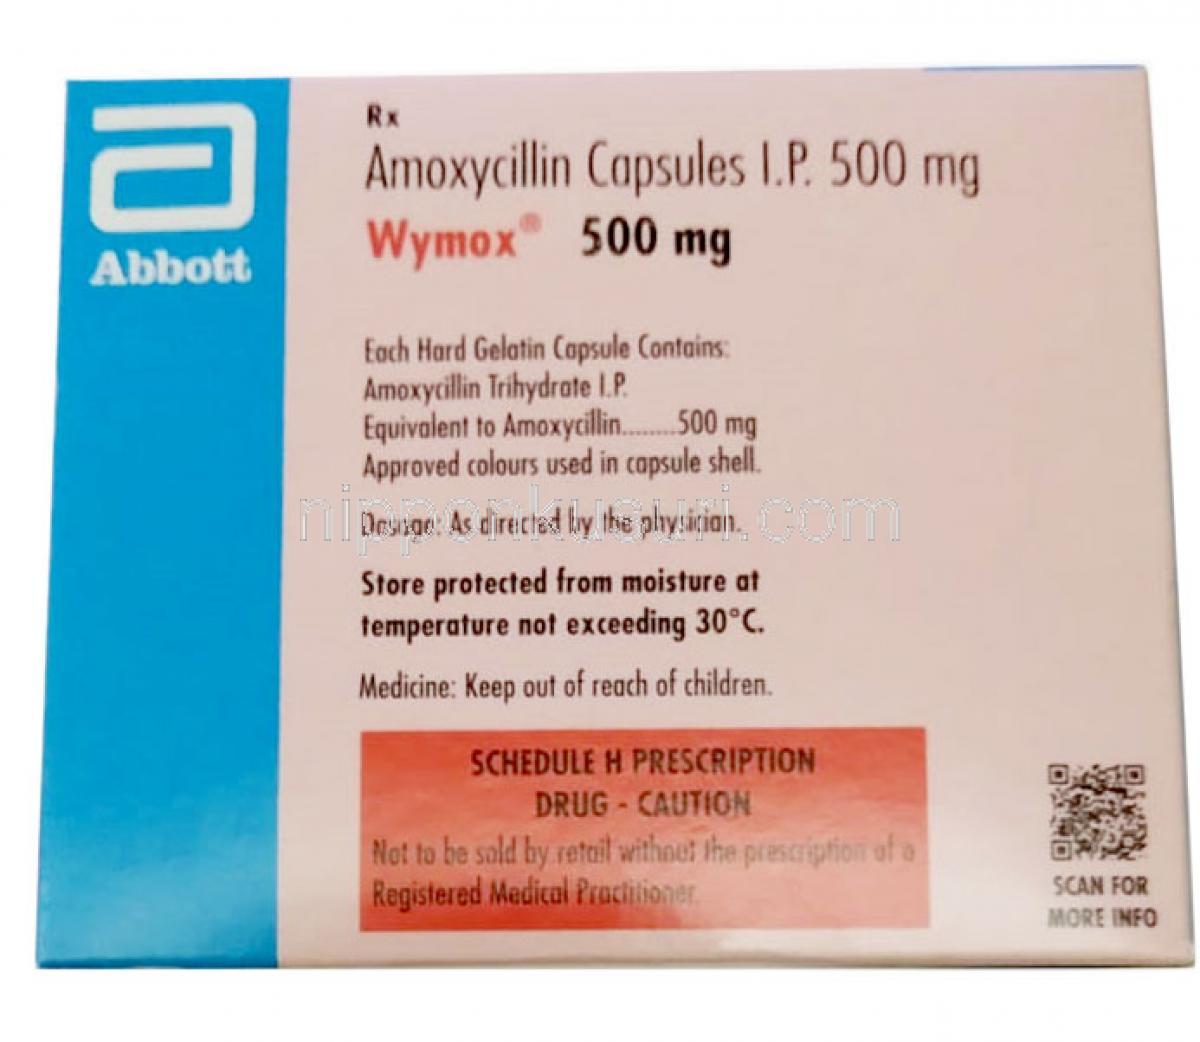 Abbott
Rx
Amoxycillin Capsules I.P. 500 mg
Wymox® 500 mg
Each Hard Gelatin Capsule Contains:
Amoxycillin Trihydrate I.P.
Equivalent to Amoxycillin........500 mg
Approved colours used in capsule shell.
nipponkusuri.com
Dosage: As directed by the physician.
Store protected from moisture at
temperature not exceeding 30°C.
Medicine: Keep out of reach of children.
SCHEDULE H PRESCRIPTION
DRUG - CAUTION
Not to be sold by retail without the prescription of a
Registered Medical Practitioner.
SCAN FOR
MORE INFO